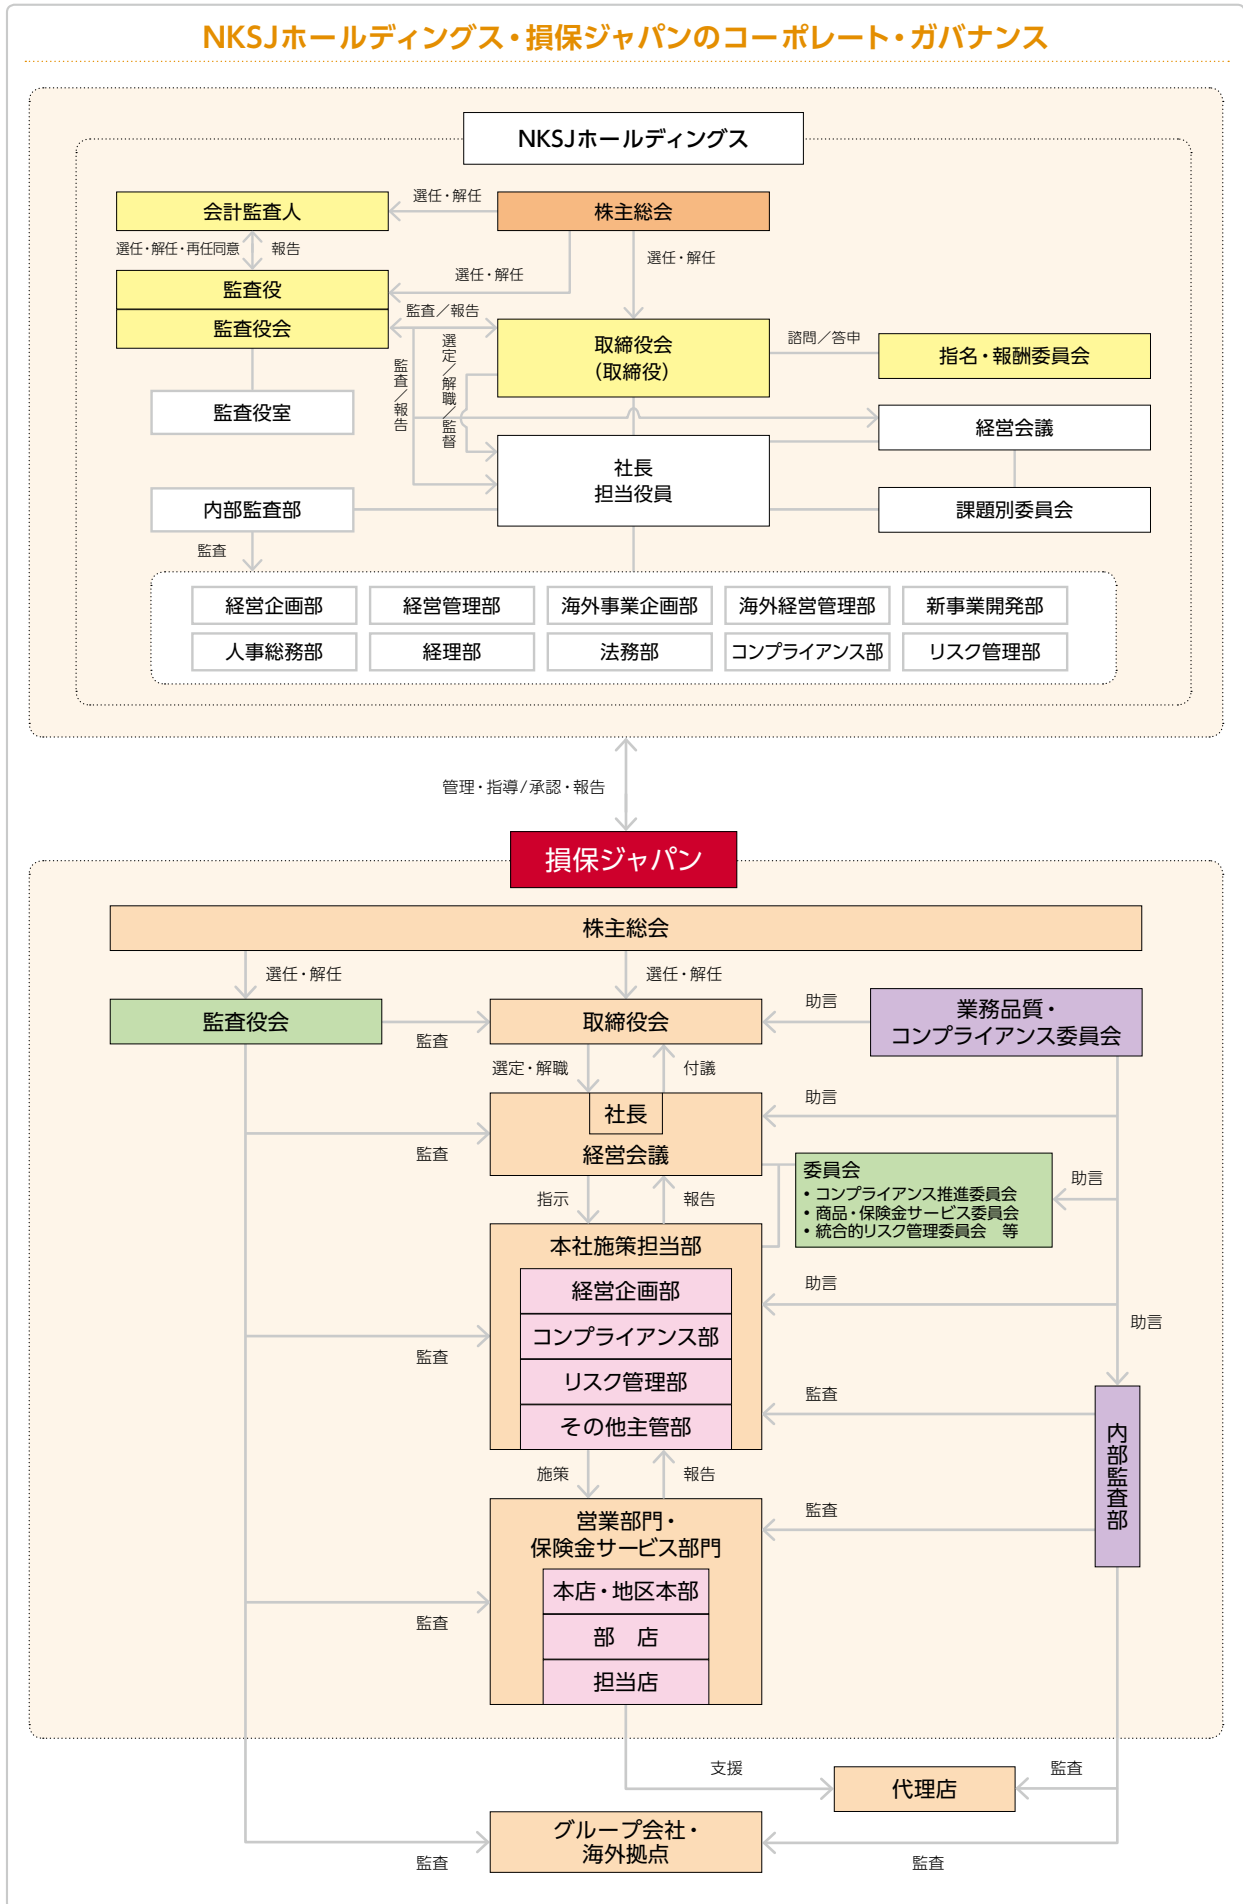 NKSJホールディングス・損保ジャパンのコーポレート・ガバナンス
NKSJホールディングス
会計監査人
選任・解任
株主総会
選任・解任・再任同意
報告
選任・解任
選任・解任
監査役
監査役会
監査／報告
取締役会
（取締役）
諮問／答申
指名・報酬委員会
選定／解職／監督
監査／報告
監査役室
経営会議
社長
担当役員
内部監査部
課題別委員会
監査
経営企画部
経営管理部
海外事業企画部
海外経営管理部
新事業開発部
人事総務部
経理部
法務部
コンプライアンス部
リスク管理部
管理・指導/承認・報告
損保ジャパン
株主総会
選任・解任
選任・解任
監査役会
監査
取締役会
助言
業務品質・
コンプライアンス委員会
選定・解職
付議
社長
経営会議
監査
助言
指示
報告
委員会
• コンプライアンス推進委員会
• 商品・保険金サービス委員会
• 統合的リスク管理委員会　等
助言
本社施策担当部
経営企画部
コンプライアンス部
リスク管理部
その他主管部
監査
助言
助言
監査
内部監査部
施策
報告
営業部門・
保険金サービス部門
本店・地区本部
部　店
担当店
監査
監査
支援
代理店
監査
グループ会社・
海外拠点
監査
監査